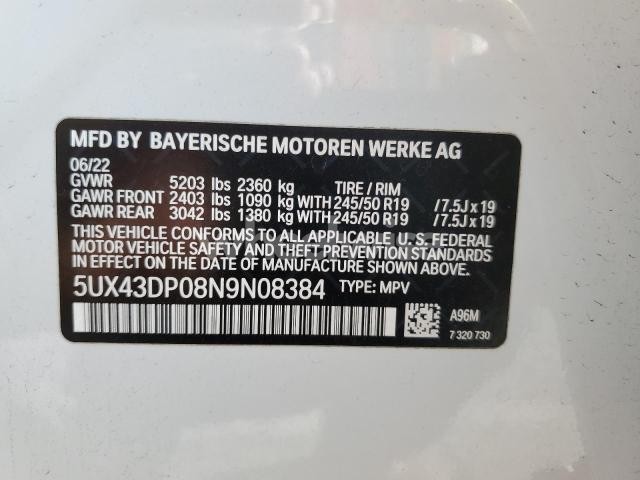 MFD BY BAYERISCHE MOTOREN WERKE AG
06/22
GVWR 5203 lbs 2360 kg TIRE / RIM
GAWR FRONT 2403 lbs 1090 kg WITH 245/50 R19 /7.5J x 19
GAWR REAR 3042 lbs 1380 kg WITH 245/50 R19 /7.5J x 19
THIS VEHICLE CONFORMS TO ALL APPLICABLE U.S. FEDERAL
MOTOR VEHICLE SAFETY AND THEFT PREVENTION STANDARDS
IN EFFECT ON THE DATE OF MANUFACTURE SHOWN ABOVE.
5UX43DP08N9N08384 TYPE: MPV
A96M
7 320 730